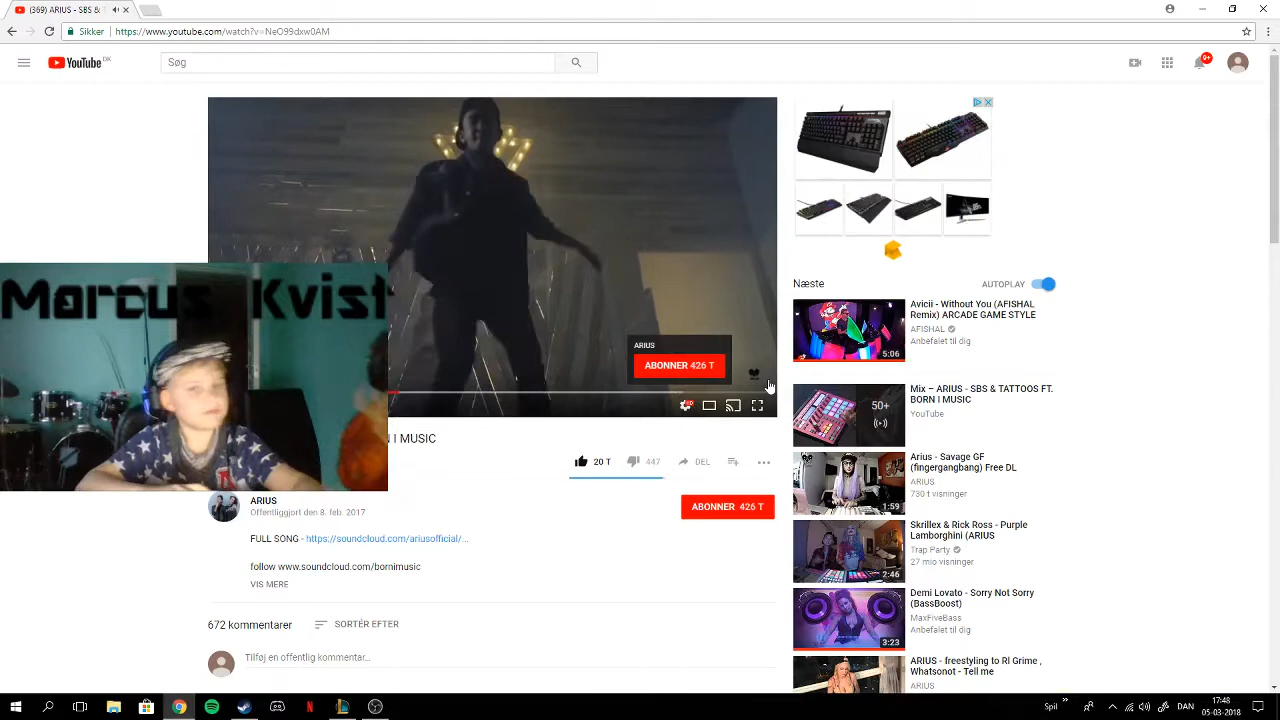 (369) ARIUS - SBS &
Sikker
https://www.youtube.com/watch?v=NeO99dxw0AM
YouTube DK
Søg
9+
ARIUS
ABONNER 426 T
HD
Marcus Krist
N I MUSIC
20 T
447
DEL
ARIUS
Offentliggjort den 8. feb. 2017
ABONNER 426 T
FULL SONG - https://soundcloud.com/ariusofficial/...
follow www.soundcloud.com/bornimusic
VIS MERE
672 kommentarer
SORTÉR EFTER
Tilføj en offentlig kommentar...
Næste
AUTOPLAY
Avicii - Without You (AFISHAL
Remix) ARCADE GAME STYLE
AFISHAL
Anbefalet til dig
5:06
Mix – ARIUS - SBS & TATTOOS FT.
BORN I MUSIC
YouTube
50+
Arius - Savage GF
(fingergangbang) Free DL
ARIUS
730 t visninger
1:59
Skrillex & Rick Ross - Purple
Lamborghini (ARIUS
Trap Party
27 mio visninger
2:46
Demi Lovato - Sorry Not Sorry
(BassBoost)
MaxFiveBass
Anbefalet til dig
3:23
ARIUS - freestyling to Rl Grime ,
Whatsonot - Tell me
ARIUS
Spil
DAN
17:48
05-03-2018